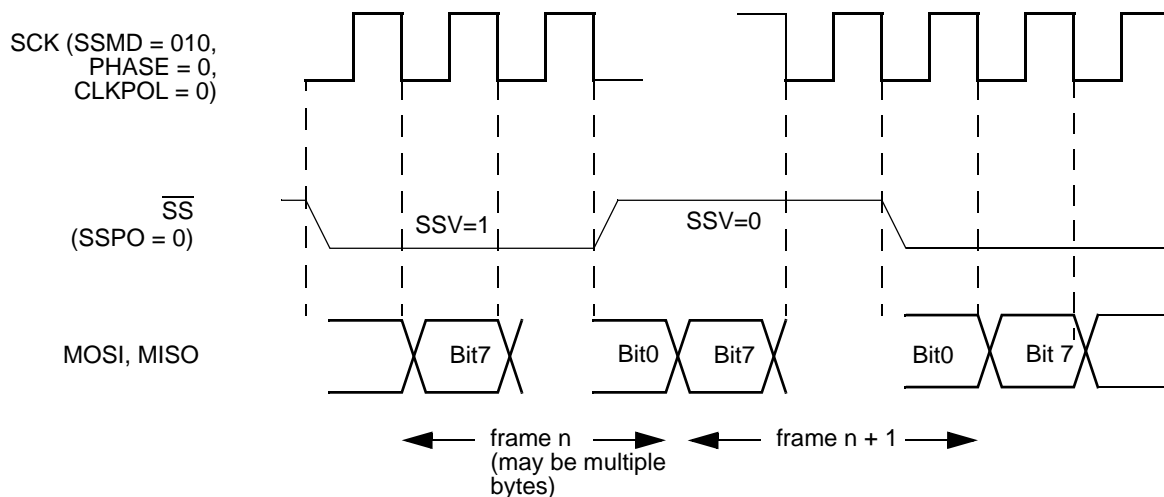 SCK (SSMD = 010,
PHASE = 0,
CLKPOL = 0)
SS
(SSPO = 0)
SSV=1
SSV=0
MOSI, MISO
Bit7
Bit0
Bit7
Bit0
Bit 7
frame n
(may be multiple
bytes)
frame n + 1